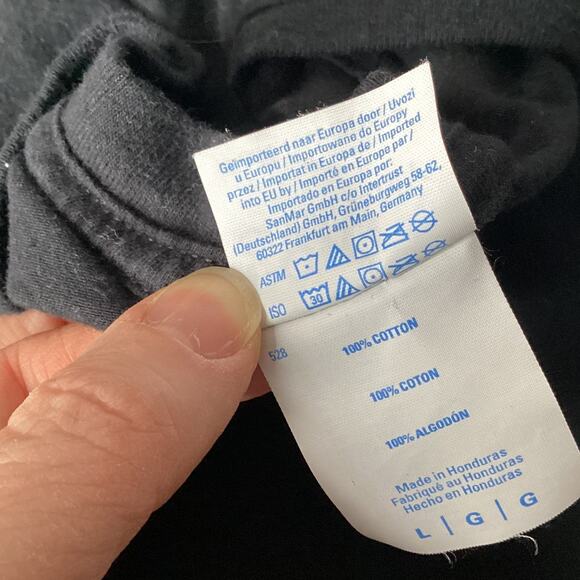 Geïmporteerd naar Europa door / Uvozi
u Europu / Importowane do Europy
przez / Importat în Europa de / Imported
into EU by / Importé en Europe par /
Importado en Europa por:
SanMar GmbH c/o Intertrust
(Deutschland) GmbH, Grüneburgweg 58-62,
60322 Frankfurt am Main, Germany
ASTM
ISO 30
528
100% COTTON
100% COTON
100% ALGODÓN
Made in Honduras
Fabriqué au Honduras
Hecho en Honduras
L | G | G